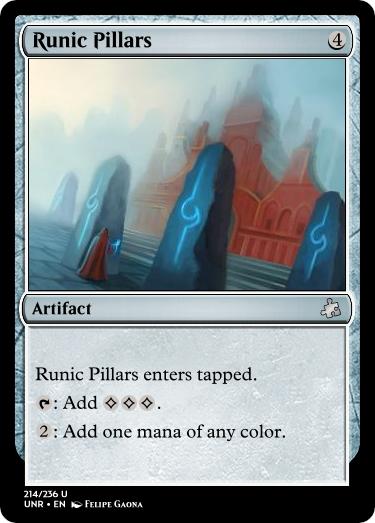 Runic Pillars 4
Artifact
Runic Pillars enters tapped.
: Add .
2: Add one mana of any color.
214/236 U
UNR • EN Felipe Gaona